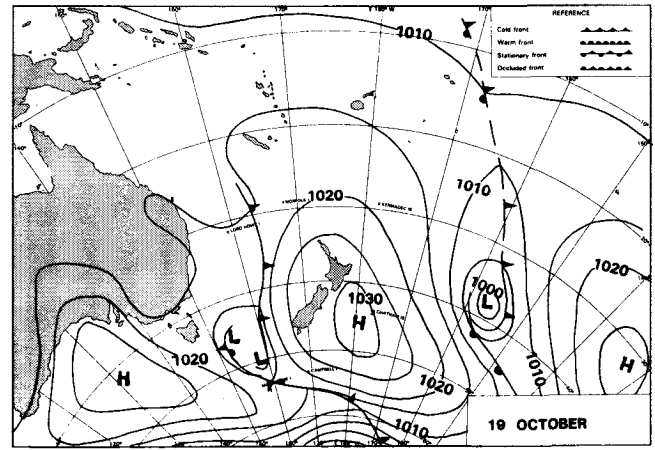 REFERENCE
Cold front
Warm front
Stationary front
Occluded front
1010
1020
NORFOLK
KERMADEC IS
LORD HOWE
1010
1000
L
1020
1030
H
CHATHAM IS
L
L
1020
H
CAMPBELL I
1020
1010
1010
H
19 OCTOBER